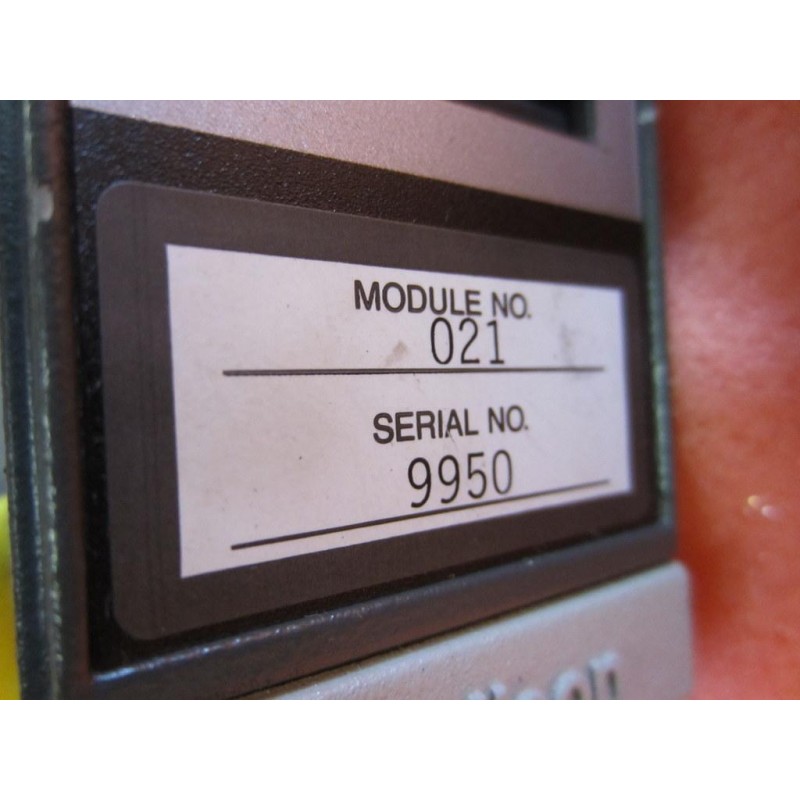 MODULE NO.
021
SERIAL NO.
9950